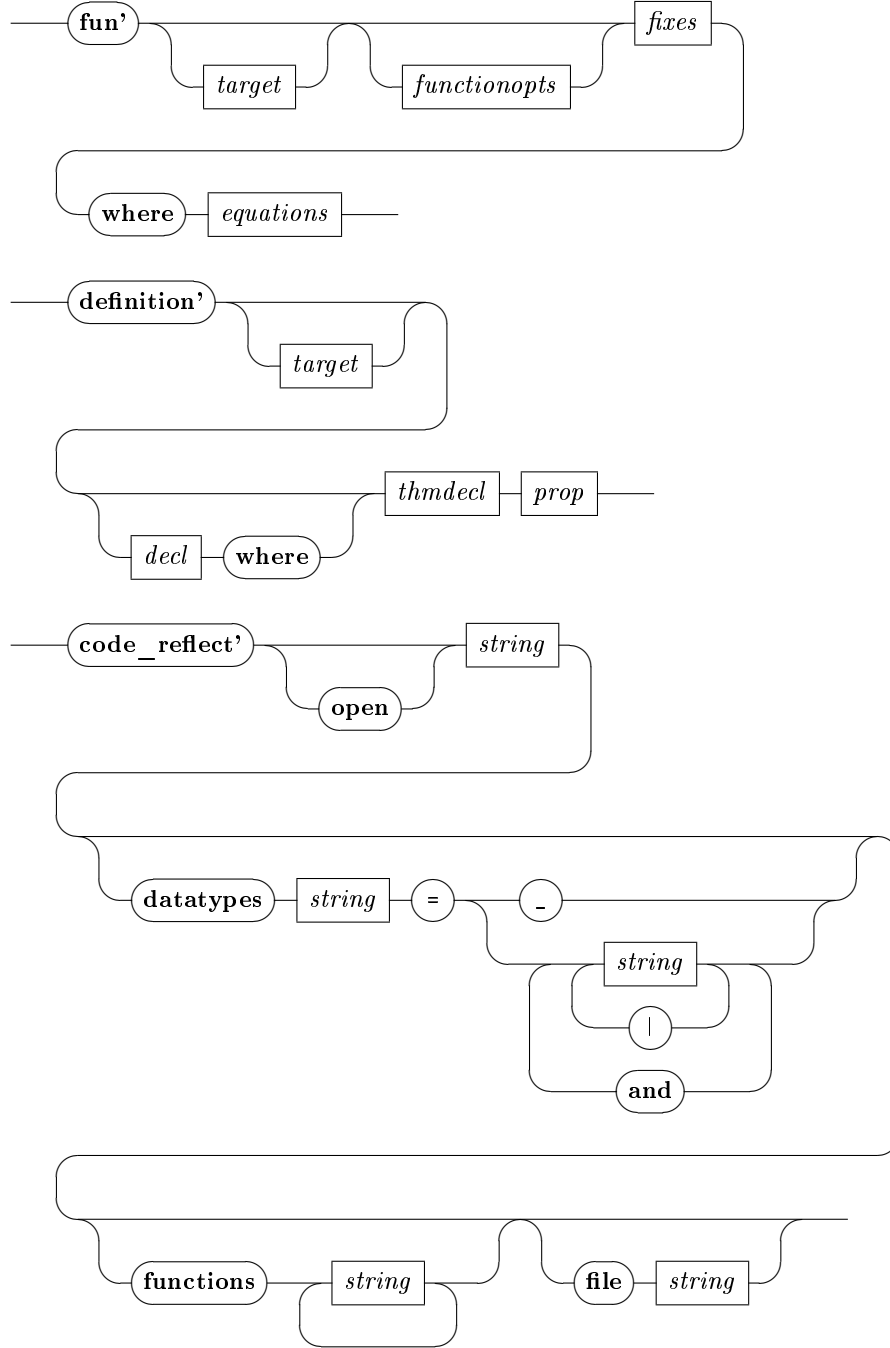 fun' fixes
target functionopts
where equations
definition'
target
thmdecl prop
decl where
code_reflect' string
open
datatypes string = _
string
|
and
functions string file string